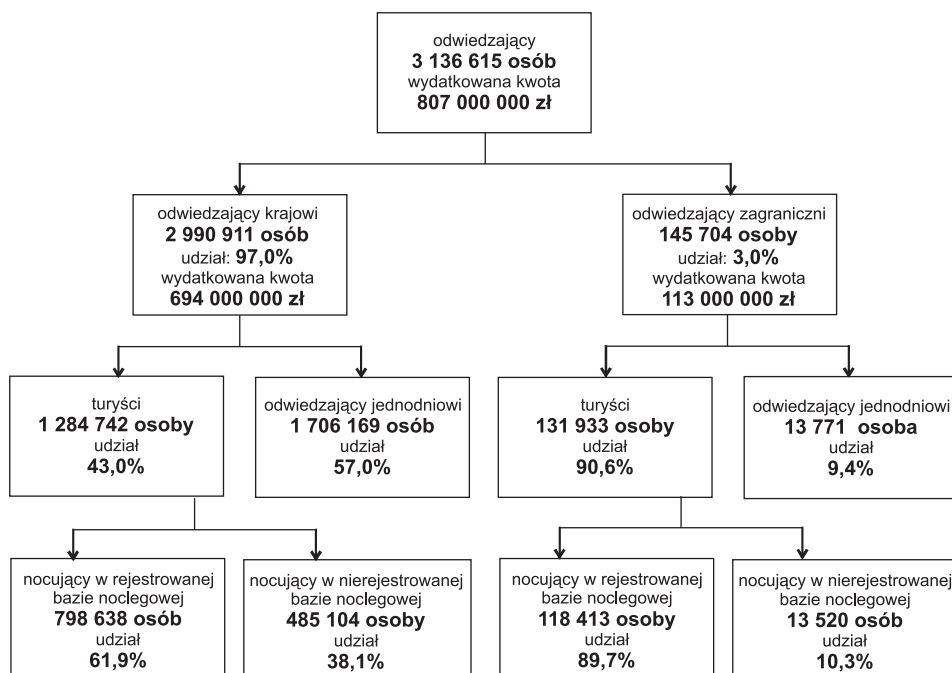 odwiedzający
3 136 615 osób
wydatkowana kwota
807 000 000 zł
odwiedzający krajowi
2 990 911 osób
udział: 97,0%
wydatkowana kwota
694 000 000 zł
odwiedzający zagraniczni
145 704 osoby
udział: 3,0%
wydatkowana kwota
113 000 000 zł
turyści
1 284 742 osoby
udział
43,0%
odwiedzający jednodniowi
1 706 169 osób
udział
57,0%
turyści
131 933 osoby
udział
90,6%
odwiedzający jednodniowi
13 771 osoba
udział
9,4%
nocujący w rejestrowanej
bazie noclegowej
798 638 osób
udział
61,9%
nocujący w nierejestrowanej
bazie noclegowej
485 104 osoby
udział
38,1%
nocujący w rejestrowanej
bazie noclegowej
118 413 osoby
udział
89,7%
nocujący w nierejestrowanej
bazie noclegowej
13 520 osób
udział
10,3%